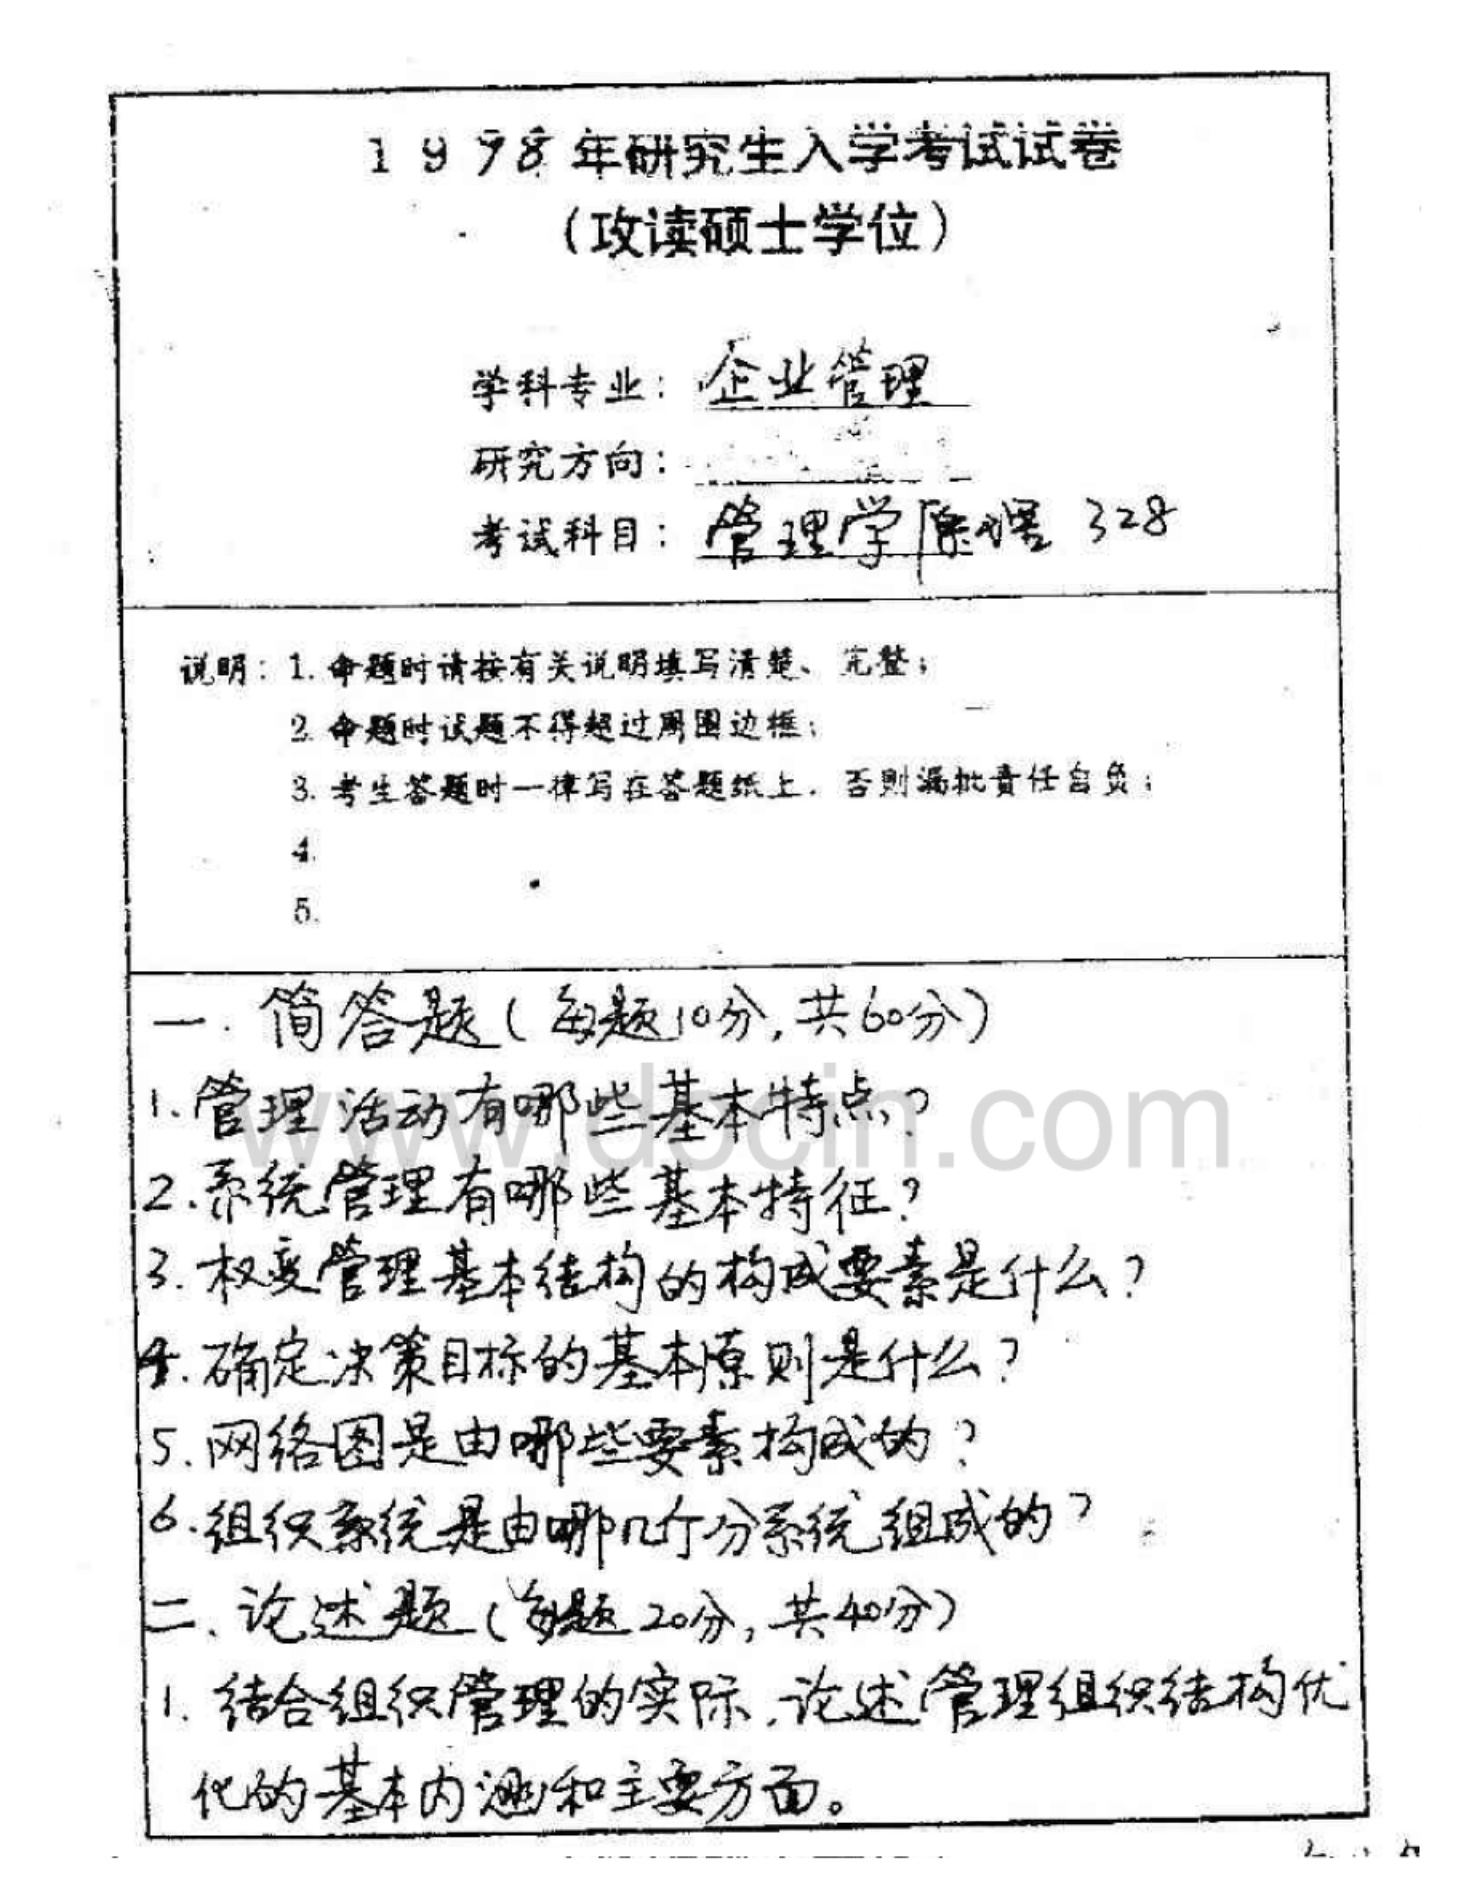 1998年研究生入学考试试卷
(攻读硕士学位)
学科专业: 企业管理
研究方向:
考试科目: 管理学原理 328
说明: 1. 命题时请按有关说明填写清楚、完整;
2. 命题时试题不得超过周围边框;
3. 考生答题时一律写在答题纸上, 否则漏批责任自负;
4.
5.
一. 简答题(每题10分,共60分)
1. 管理活动有哪些基本特点?
www.docin.com
2. 系统管理有哪些基本特征?
3. 权变管理基本结构的构成要素是什么?
4. 确定决策目标的基本原则是什么?
5. 网络图是由哪些要素构成的?
6. 组织系统是由哪几个分系统组成的?
二. 论述题(每题20分,共40分)
1. 结合组织管理的实际,论述管理组织结构优
化的基本内涵和主要方面。